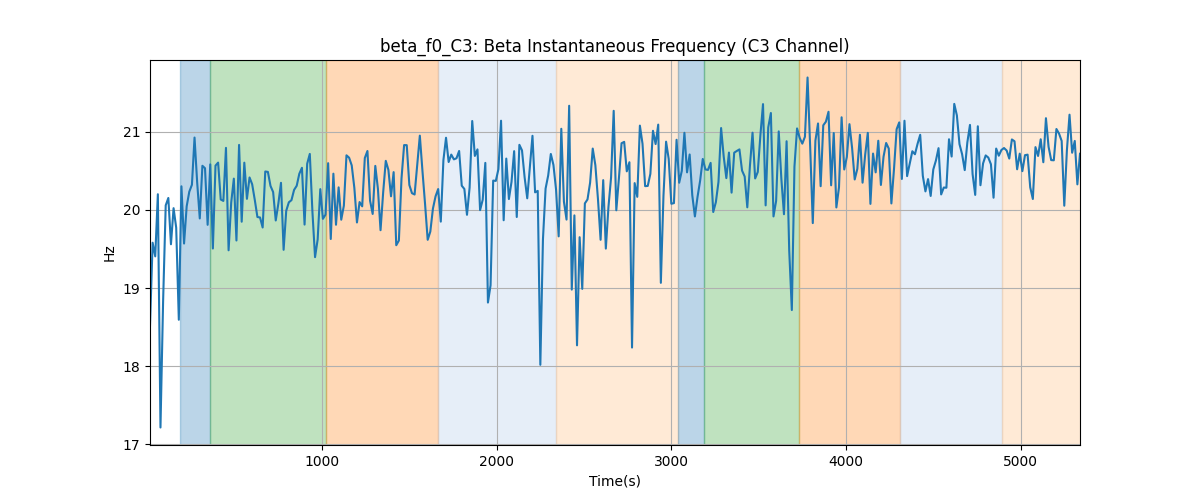 beta_f0_C3: Beta Instantaneous Frequency (C3 Channel)
21
20
19
18
17
Hz
1000 2000 3000 4000 5000
Time(s)